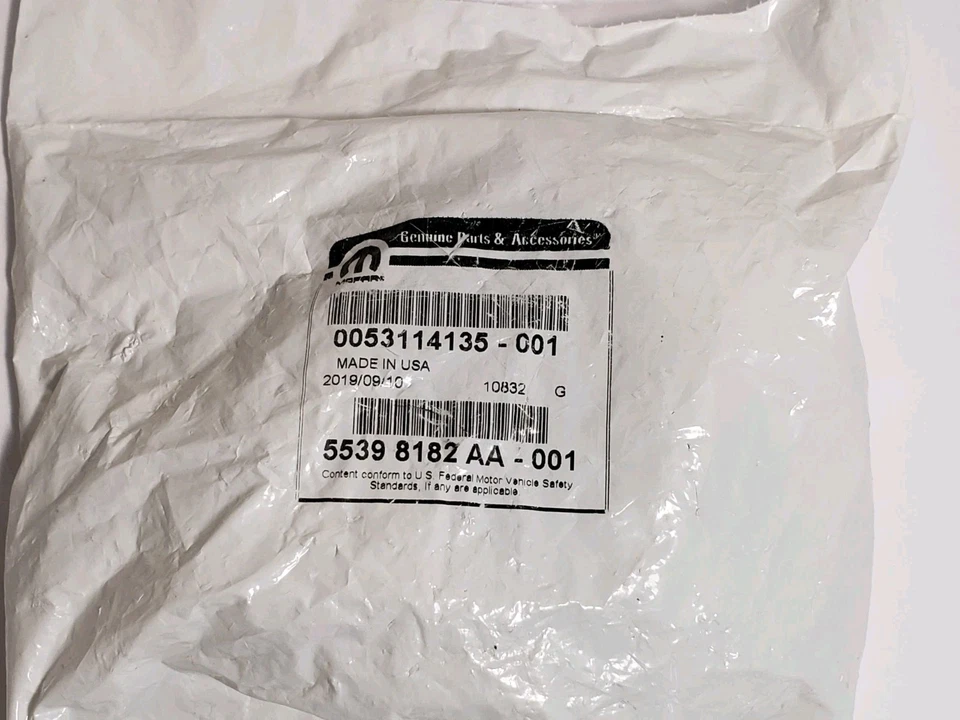 Genuine Parts & Accessories
MOPAR
0053114135 - 001
MADE IN USA
2019/09/10 10832 G
5539 8182 AA - 001
Content conform to U.S. Federal Motor Vehicle Safety
Standards, if any are applicable.